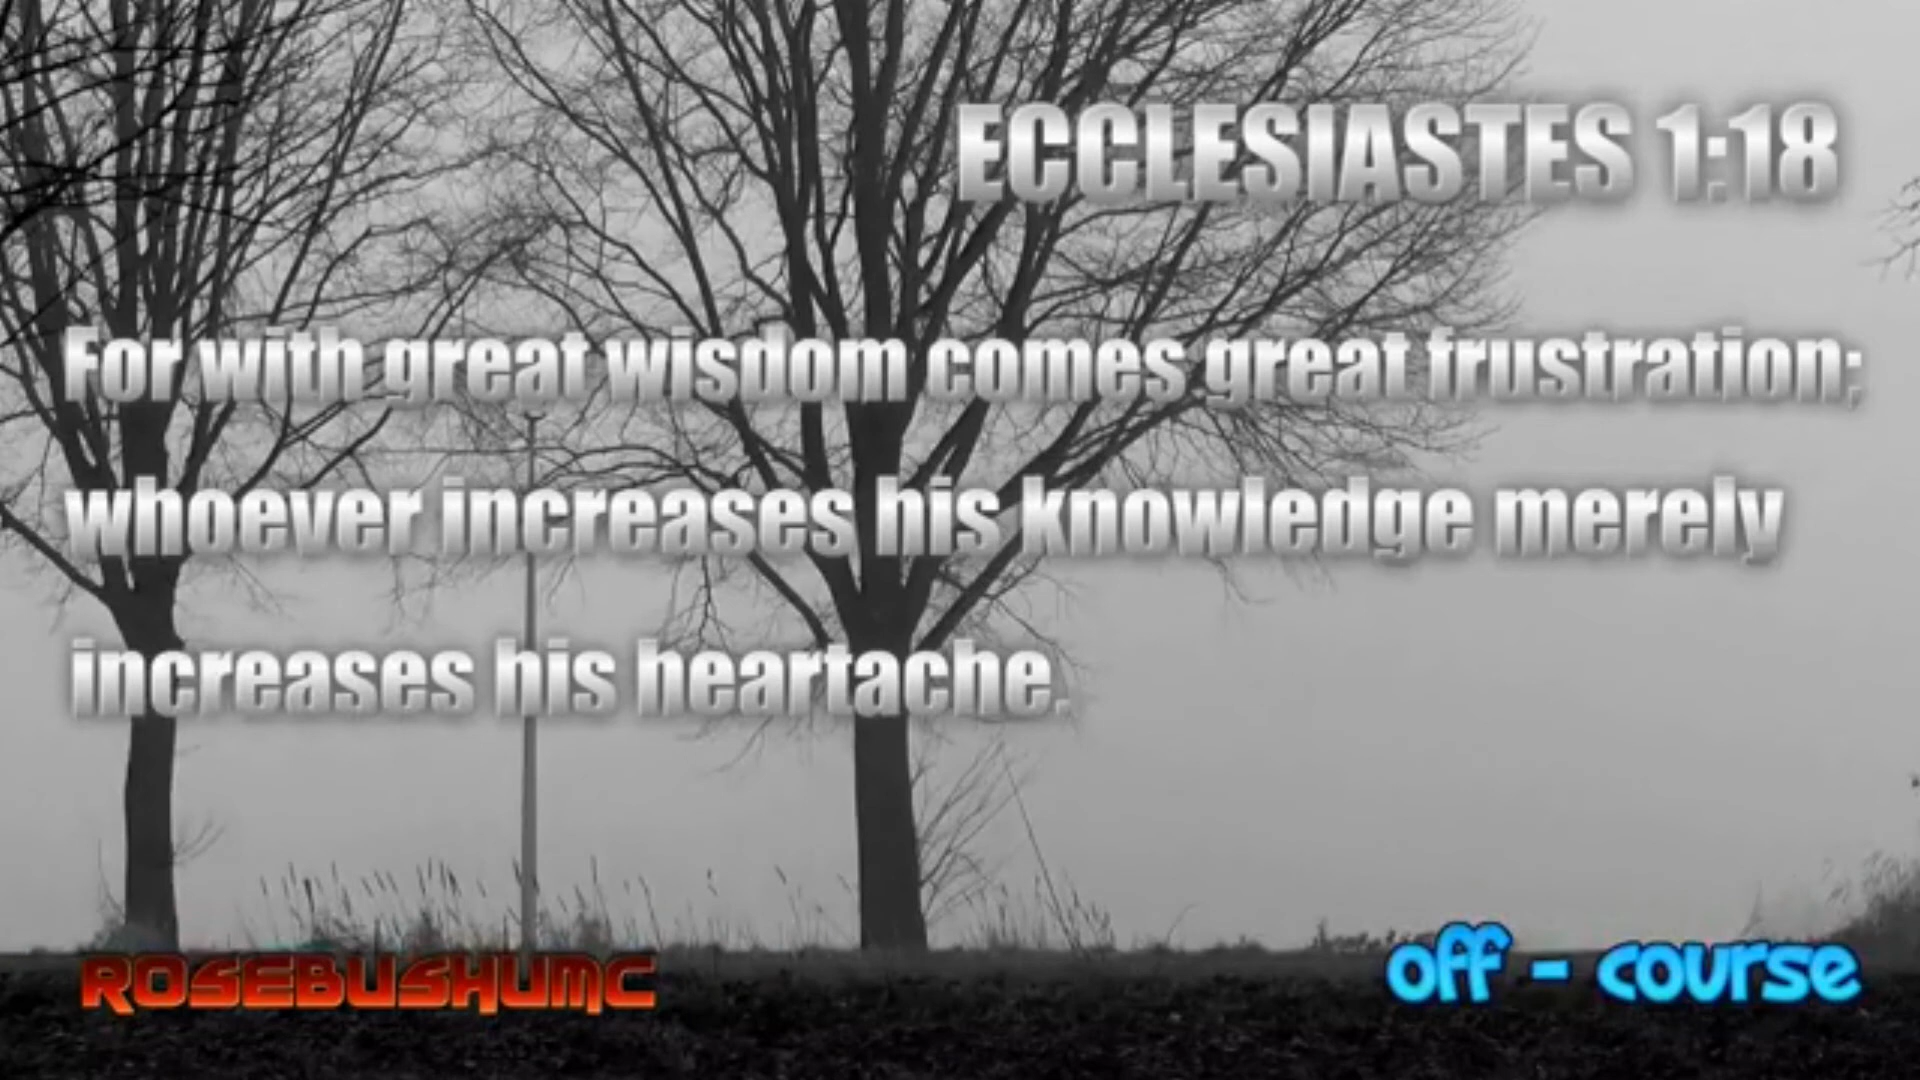 ECCLESIASTES 1:18
For with great wisdom comes great frustration;
whoever increases his knowledge merely
increases his heartache.
ROSEBUSHUMC
off - course